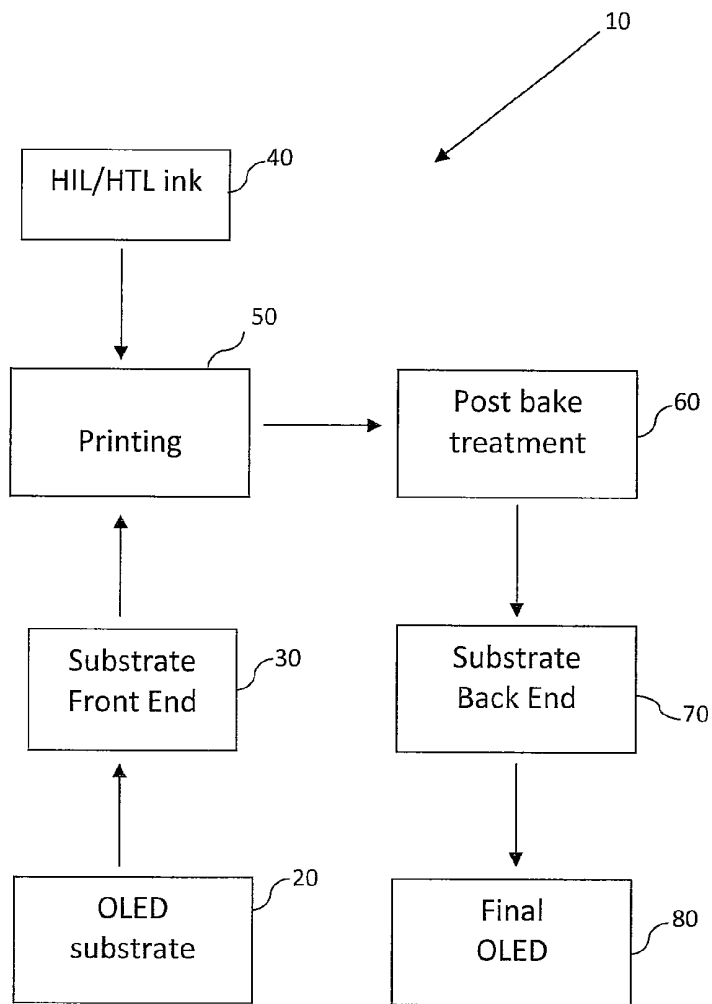 10
HIL/HTL ink
40
50
Printing
Post bake
treatment
60
Substrate
Front End
30
Substrate
Back End
70
OLED
substrate
20
Final
OLED
80